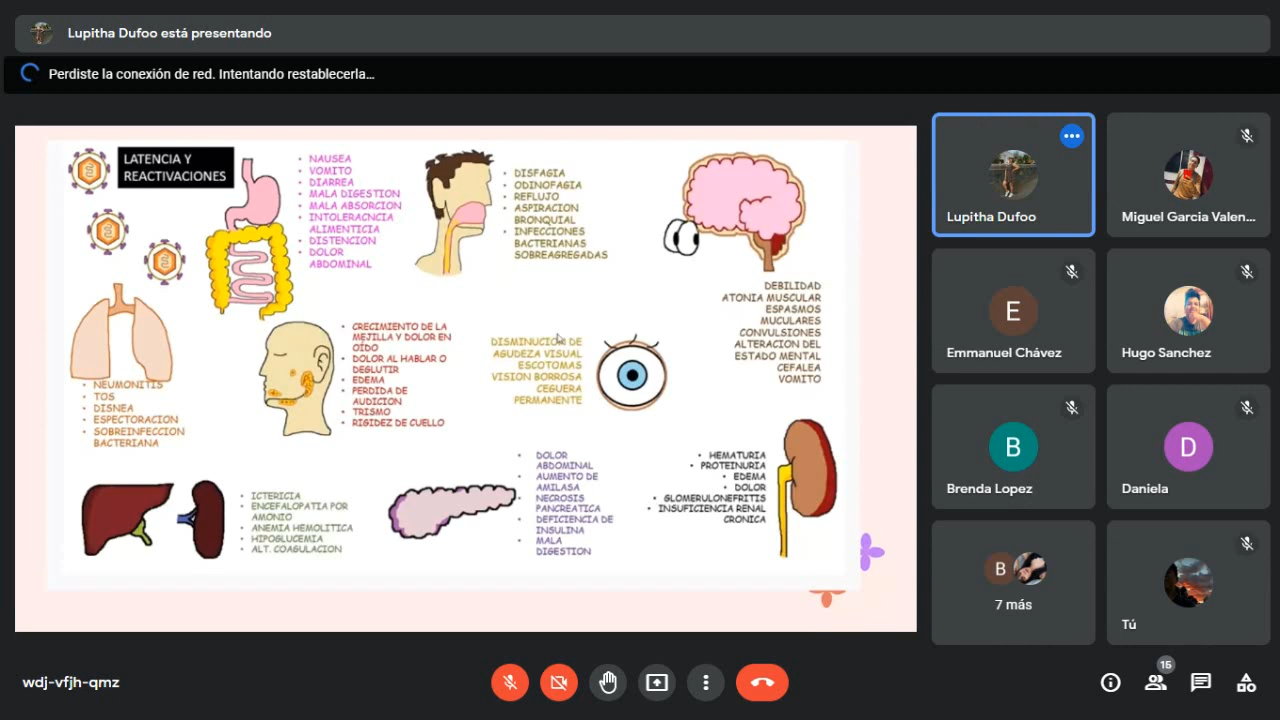 Lupitha Dufoo está presentando
Perdiste la conexión de red. Intentando restablecerla...
LATENCIA Y
REACTIVACIONES
NAUSEA
VOMITO
DIARREA
MALA DIGESTION
MALA ABSORCION
INTOLERACNCIA
ALIMENTICIA
DISTENCION
DOLOR
ABDOMINAL
DISFAGIA
ODINOFAGIA
REFLUJO
ASPIRACION
BRONQUIAL
INFECCIONES
BACTERIANAS
SOBREAGREGADAS
DEBILIDAD
ATONIA MUSCULAR
ESPASMOS
MUCULARES
CONVULSIONES
ALTERACION DEL
ESTADO MENTAL
CEFALEA
VOMITO
NEUMONITIS
TOS
DISNEA
ESPECTORACION
SOBREINFECCION
BACTERIANA
CRECIMIENTO DE LA
MEJILLA Y DOLOR EN
OÍDO
DOLOR AL HABLAR O
DEGLUTIR
EDEMA
PERDIDA DE
AUDICION
TRISMO
RIGIDEZ DE CUELLO
DISMINUCION DE
AGUDEZA VISUAL
ESCOTOMAS
VISION BORROSA
CEGUERA
PERMANENTE
ICTERICIA
ENCEFALOPATIA POR
AMONIO
ANEMIA HEMOLITICA
HIPOGLUCEMIA
ALT. COAGULACION
DOLOR
ABDOMINAL
AUMENTO DE
AMILASA
NECROSIS
PANCREATICA
DEFICIENCIA DE
INSULINA
MALA
DIGESTION
HEMATURIA
PROTEINURIA
EDEMA
DOLOR
GLOMERULONEFRITIS
INSUFICIENCIA RENAL
CRONICA
Lupitha Dufoo
Miguel Garcia Valen...
E
Emmanuel Chávez
Hugo Sanchez
B
Brenda Lopez
D
Daniela
B
7 más
Tú
wdj-vfjh-qmz
15